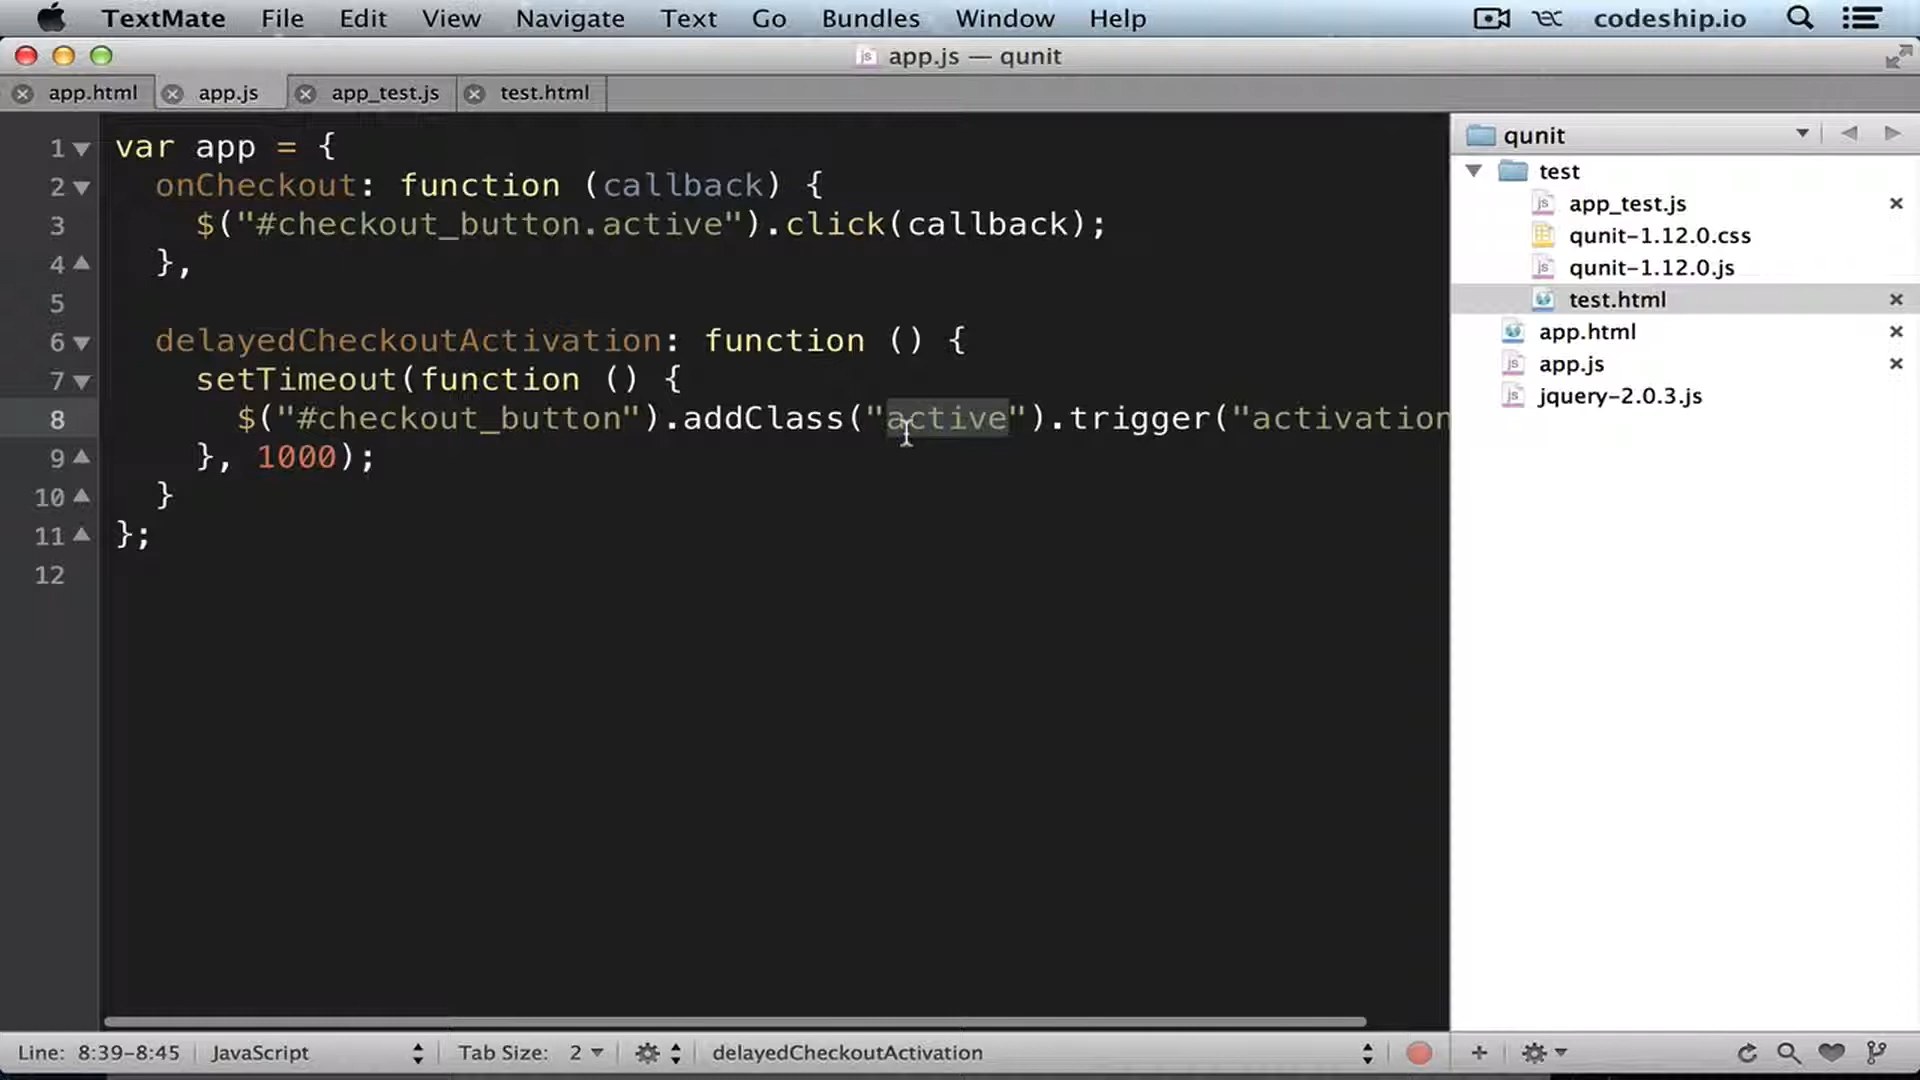 TextMate File Edit View Navigate Text Go Bundles Window Help codeship.io
app.js — qunit
app.html app.js app_test.js test.html
1 var app = {
2 onCheckout: function (callback) {
3 $("#checkout_button.active").click(callback);
4 },
5
6 delayedCheckoutActivation: function () {
7 setTimeout(function () {
8 $("#checkout_button").addClass("active").trigger("activation
9 }, 1000);
10 }
11 };
12
qunit
test
app_test.js
qunit-1.12.0.css
qunit-1.12.0.js
test.html
app.html
app.js
jquery-2.0.3.js
Line: 8:39-8:45 JavaScript Tab Size: 2 delayedCheckoutActivation